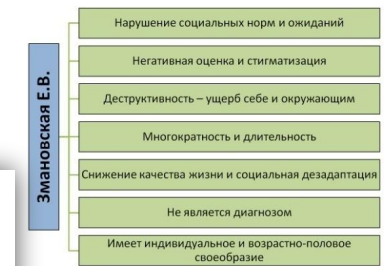 Змановская Е.В.
Нарушение социальных норм и ожиданий
Негативная оценка и стигматизация
Деструктивность – ущерб себе и окружающим
Многократность и длительность
Снижение качества жизни и социальная дезадаптация
Не является диагнозом
Имеет индивидуальное и возрастно-половое
своеобразие